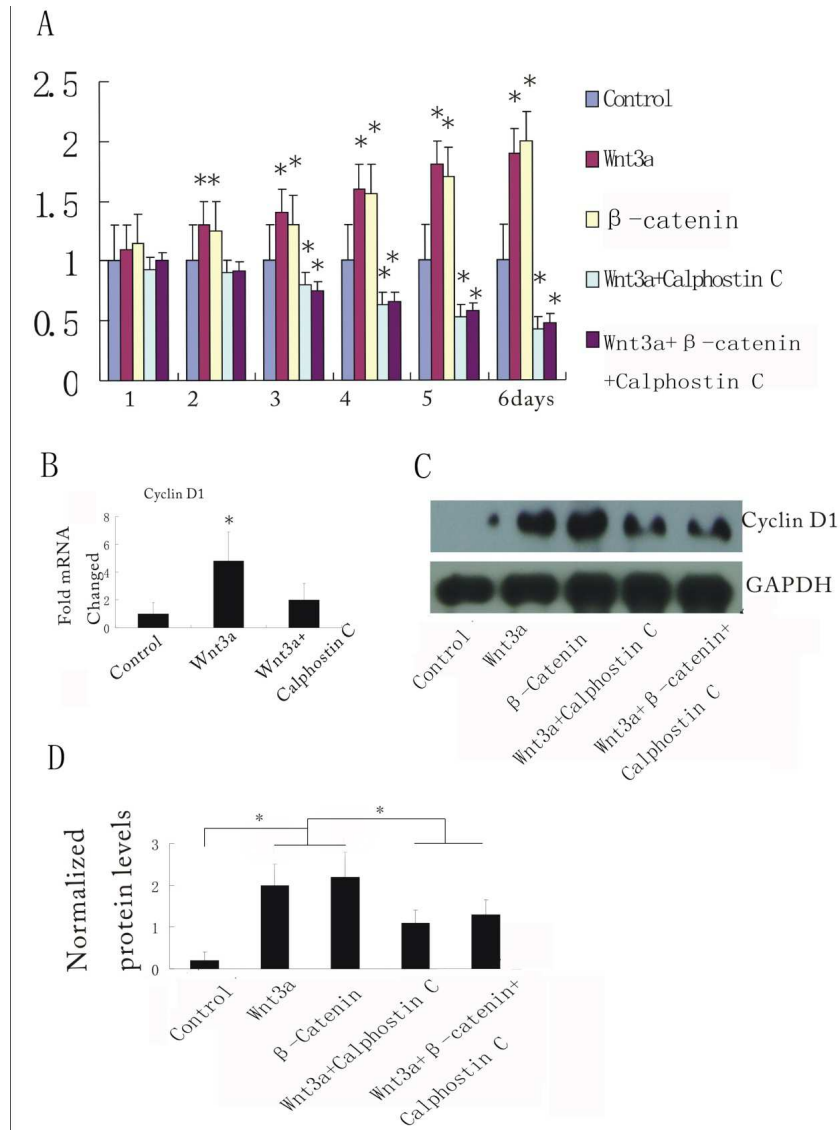 A
2.5
2
1.5
1
0.5
0
* *
* *
* *
* *
* *
* *
* *
* *
* *
1 2 3 4 5 6days
Control
Wnt3a
β-catenin
Wnt3a+Calphostin C
Wnt3a+β-catenin
+Calphostin C
B
Cyclin D1
Fold mRNA
Changed
8
6
4
2
0
*
Control
Wnt3a
Wnt3a+
Calphostin C
C
Cyclin D1
GAPDH
Control
Wnt3a
β-Catenin
Wnt3a+Calphostin C
Wnt3a+β-catenin+
Calphostin C
D
Normalized
protein levels
3
2
1
0
* *
Control
Wnt3a
β-Catenin
Wnt3a+Calphostin C
Wnt3a+β-catenin+
Calphostin C